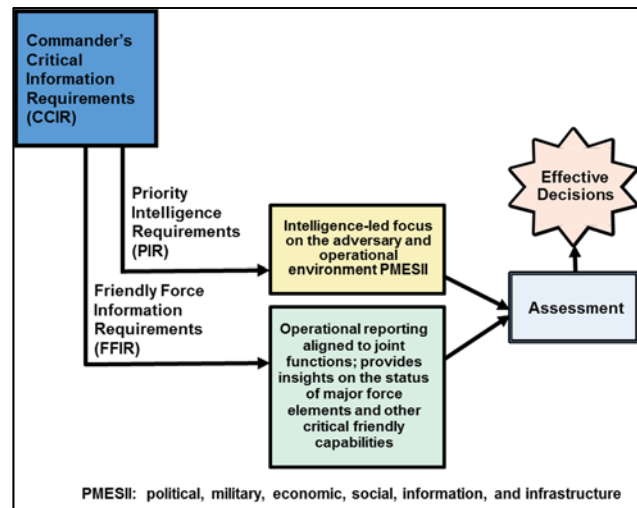 Commander's
Critical
Information
Requirements
(CCIR)
Priority
Intelligence
Requirements
(PIR)
Friendly Force
Information
Requirements
(FFIR)
Intelligence-led focus
on the adversary and
operational
environment PMESII
Operational reporting
aligned to joint
functions; provides
insights on the status
of major force
elements and other
critical friendly
capabilities
Effective
Decisions
Assessment
PMESII: political, military, economic, social, information, and infrastructure